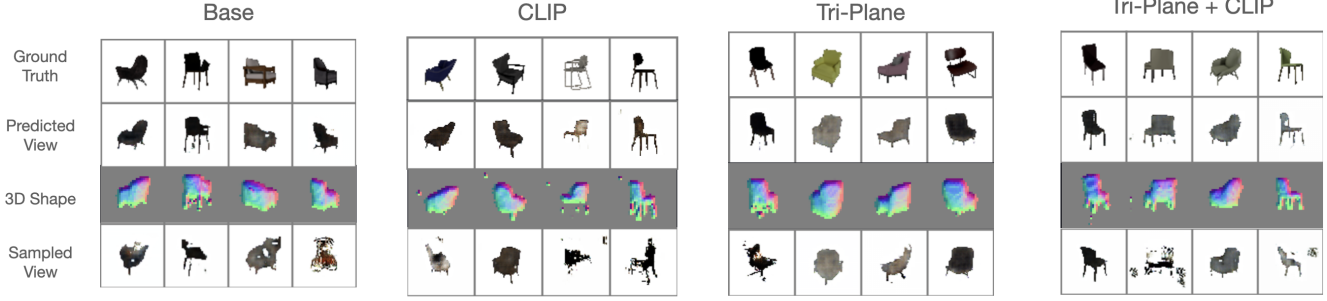 Base
CLIP
Tri-Plane
Tri-Plane + CLIP
Ground
Truth
Predicted
View
3D Shape
Sampled
View